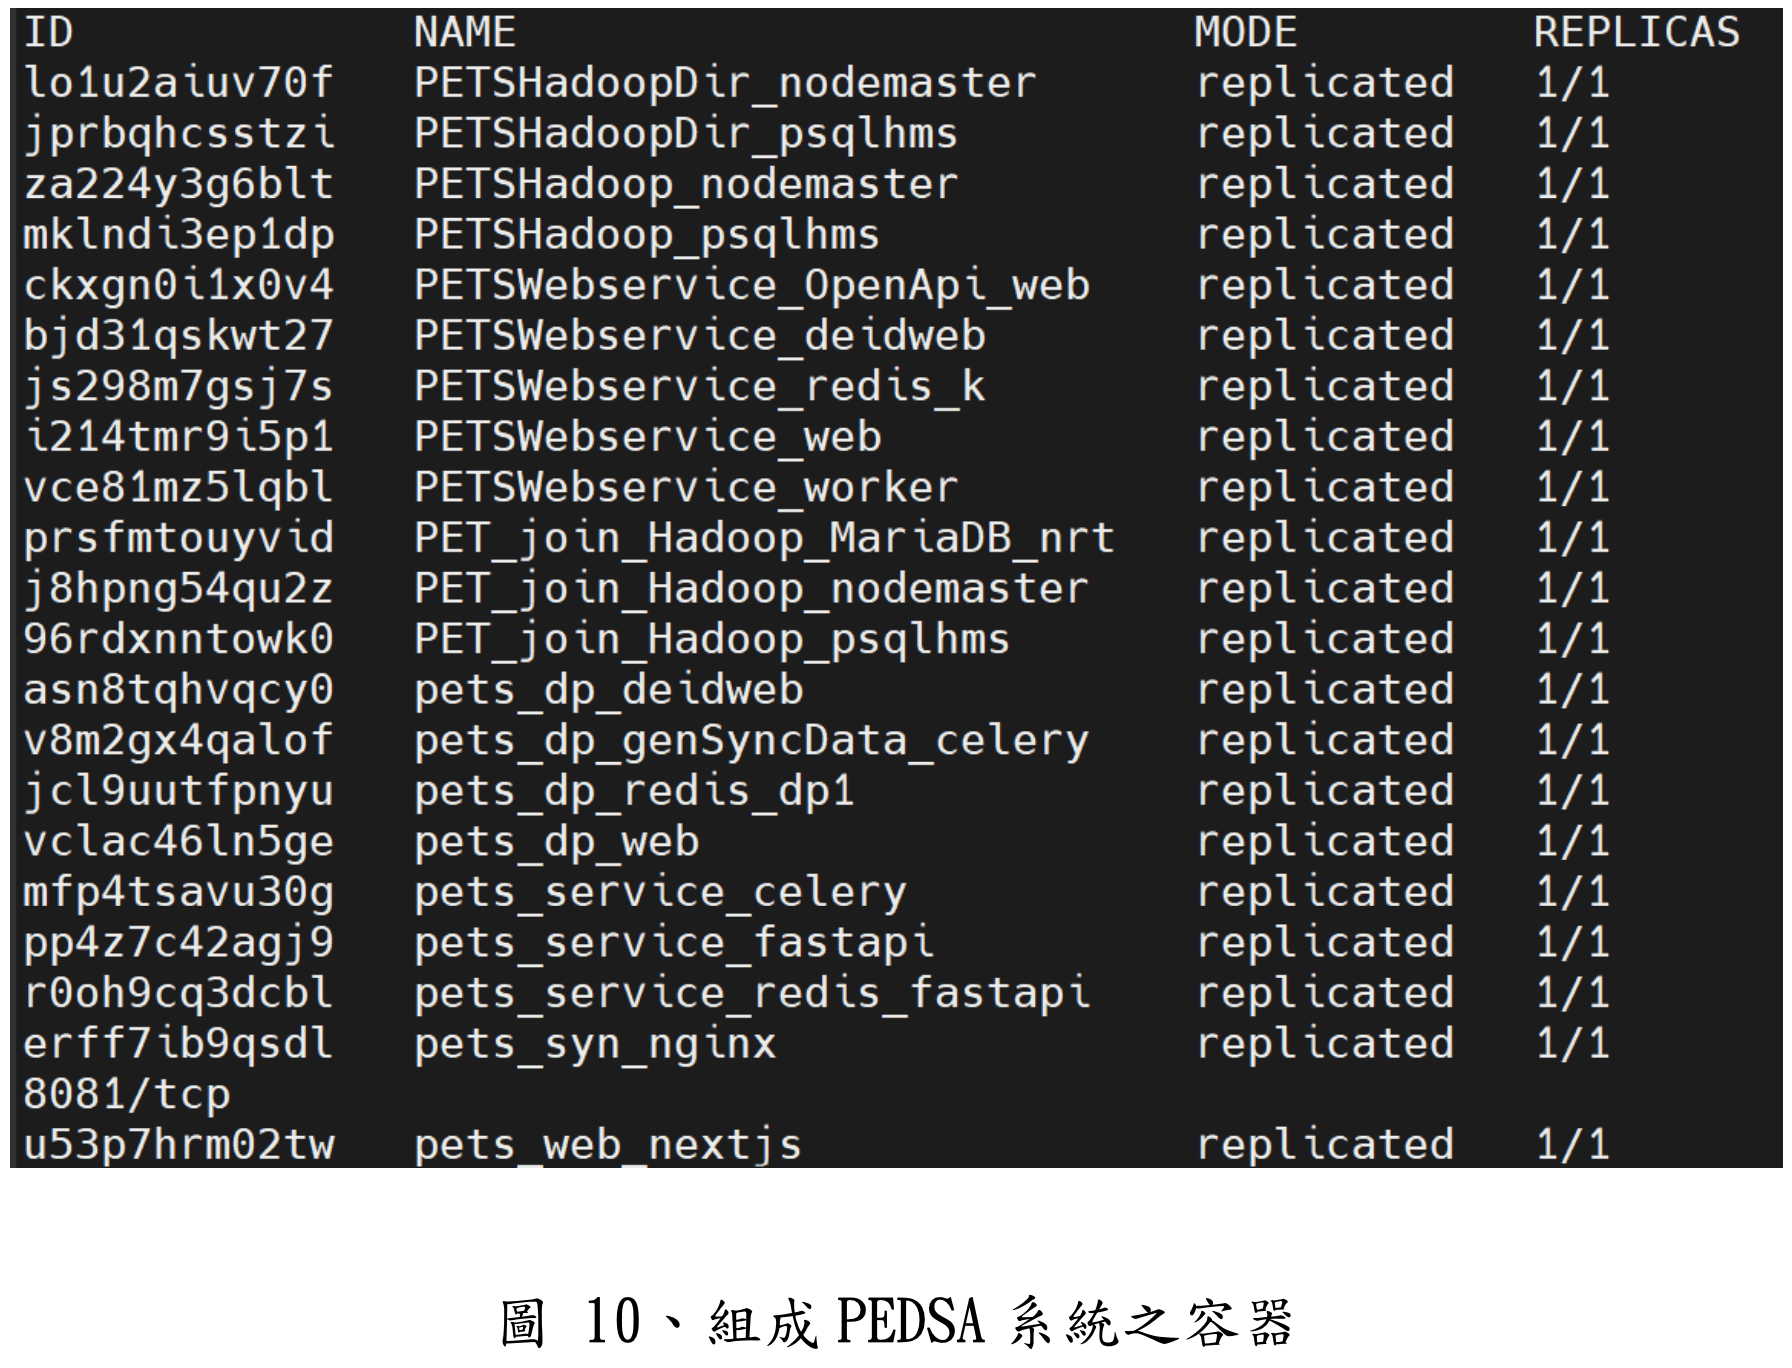 ID NAME MODE REPLICAS
lo1u2aiuv70f PETSHadoopDir_nodemaster replicated 1/1
jprbqhcsstzi PETSHadoopDir_psqlhms replicated 1/1
za224y3g6blt PETSHadoop_nodemaster replicated 1/1
mklndi3ep1dp PETSHadoop_psqlhms replicated 1/1
ckxgn0i1x0v4 PETSWebservice_OpenApi_web replicated 1/1
bjd31qskwt27 PETSWebservice_deidweb replicated 1/1
js298m7gsj7s PETSWebservice_redis_k replicated 1/1
i214tmr9i5p1 PETSWebservice_web replicated 1/1
vce81mz5lqbl PETSWebservice_worker replicated 1/1
prsfmtouyvid PET_join_Hadoop_MariaDB_nrt replicated 1/1
j8hpng54qu2z PET_join_Hadoop_nodemaster replicated 1/1
96rdxnntowk0 PET_join_Hadoop_psqlhms replicated 1/1
asn8tqhvqcy0 pets_dp_deidweb replicated 1/1
v8m2gx4qalof pets_dp_genSyncData_celery replicated 1/1
jcl9uutfpnyu pets_dp_redis_dp1 replicated 1/1
vclac46ln5ge pets_dp_web replicated 1/1
mfp4tsavu30g pets_service_celery replicated 1/1
pp4z7c42agj9 pets_service_fastapi replicated 1/1
r0oh9cq3dcbl pets_service_redis_fastapi replicated 1/1
erff7ib9qsdl pets_syn_nginx replicated 1/1
8081/tcp
u53p7hrm02tw pets_web_nextjs replicated 1/1
圖 10、組成 PEDSA 系統之容器